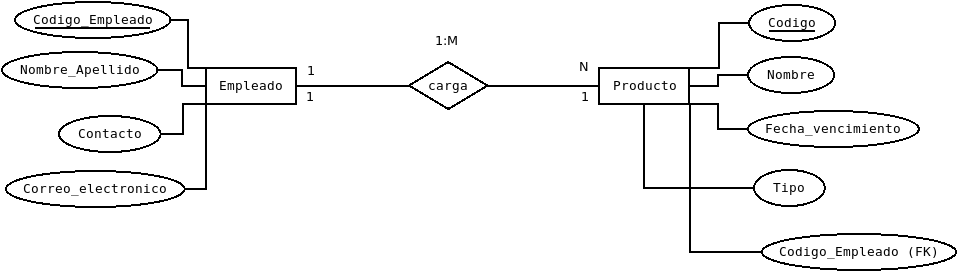 Codigo_Empleado
Nombre_Apellido
Contacto
Correo_electronico
Empleado
1
1
1:M
carga
N
1
Producto
Codigo
Nombre
Fecha_vencimiento
Tipo
Codigo_Empleado (FK)